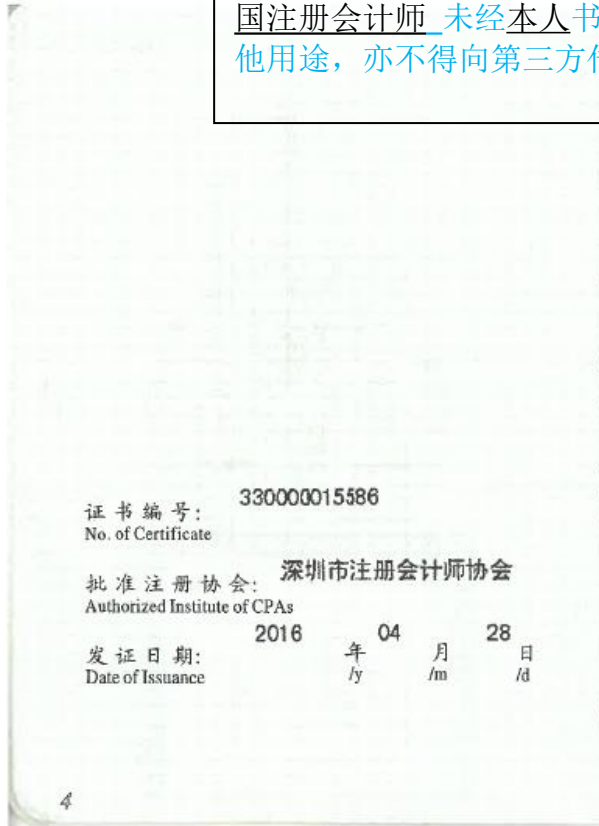 国注册会计师 未经本人书
他用途，亦不得向第三方
证书编号: 330000015586
No. of Certificate
批准注册协会: 深圳市注册会计师协会
Authorized Institute of CPAs
发证日期: 2016 年 04 月 28 日
Date of Issuance /y /m /d
4